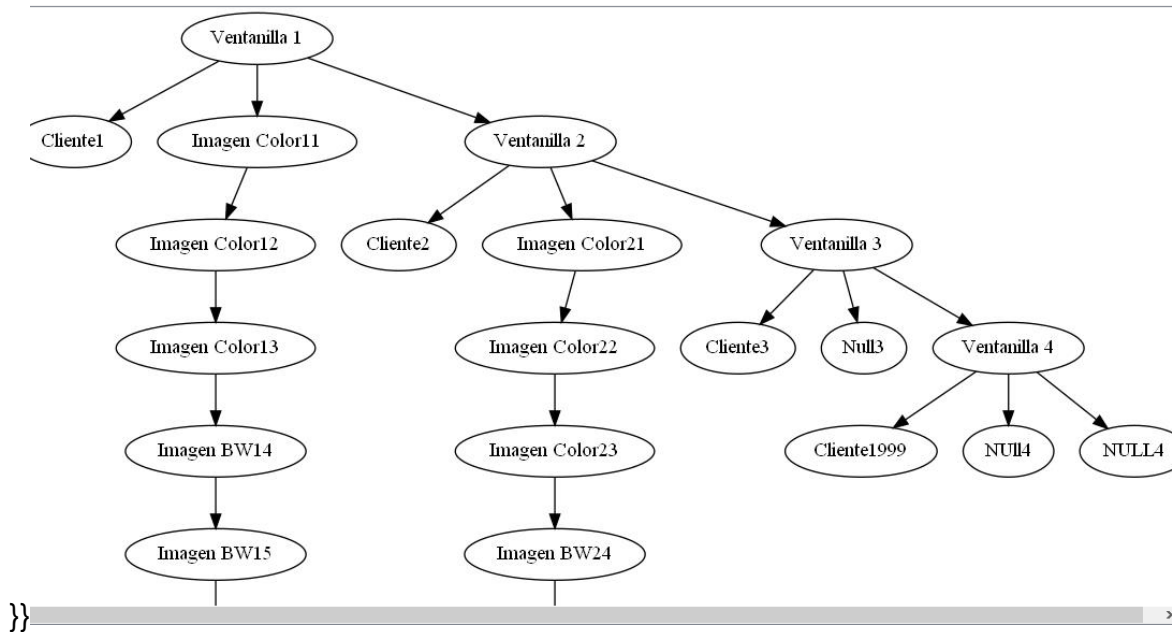 Ventanilla 1
Cliente1
Imagen Color11
Ventanilla 2
Imagen Color12
Cliente2
Imagen Color21
Ventanilla 3
Imagen Color13
Imagen Color22
Cliente3
Null3
Ventanilla 4
Imagen BW14
Imagen Color23
Cliente1999
NUll4
NULL4
Imagen BW15
Imagen BW24
}}